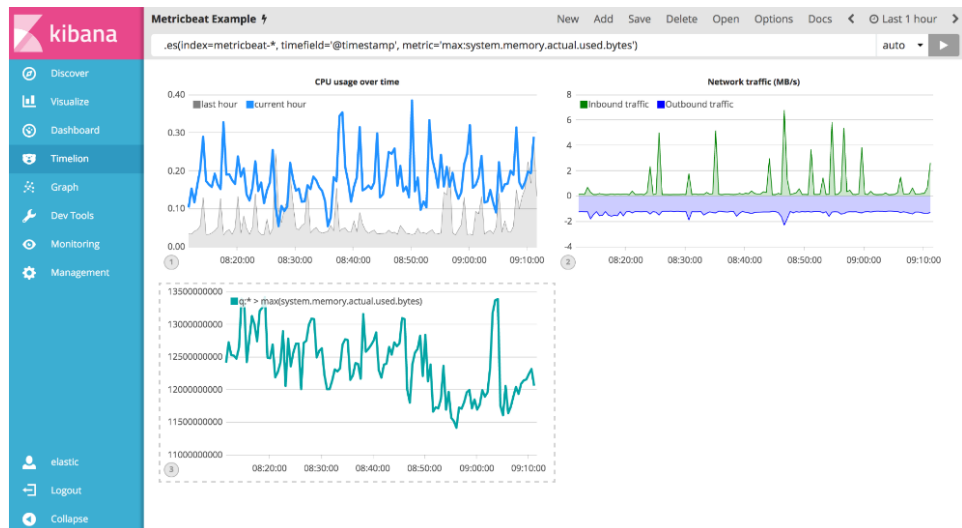 kibana
Discover
Visualize
Dashboard
Timelion
Graph
Dev Tools
Monitoring
Management
elastic
Logout
Collapse
Metricbeat Example
New Add Save Delete Open Options Docs Last 1 hour
.es(index=metricbeat-*, timefield='@timestamp', metric='max:system.memory.actual.used.bytes')
auto
CPU usage over time
last hour current hour
0.40
0.30
0.20
0.10
0.00
08:20:00 08:30:00 08:40:00 08:50:00 09:00:00 09:10:00
1
Network traffic (MB/s)
Inbound traffic Outbound traffic
8
6
4
2
0
-2
-4
08:20:00 08:30:00 08:40:00 08:50:00 09:00:00 09:10:00
2
q:* > max(system.memory.actual.used.bytes)
13500000000
13000000000
12500000000
12000000000
11500000000
11000000000
08:20:00 08:30:00 08:40:00 08:50:00 09:00:00 09:10:00
3